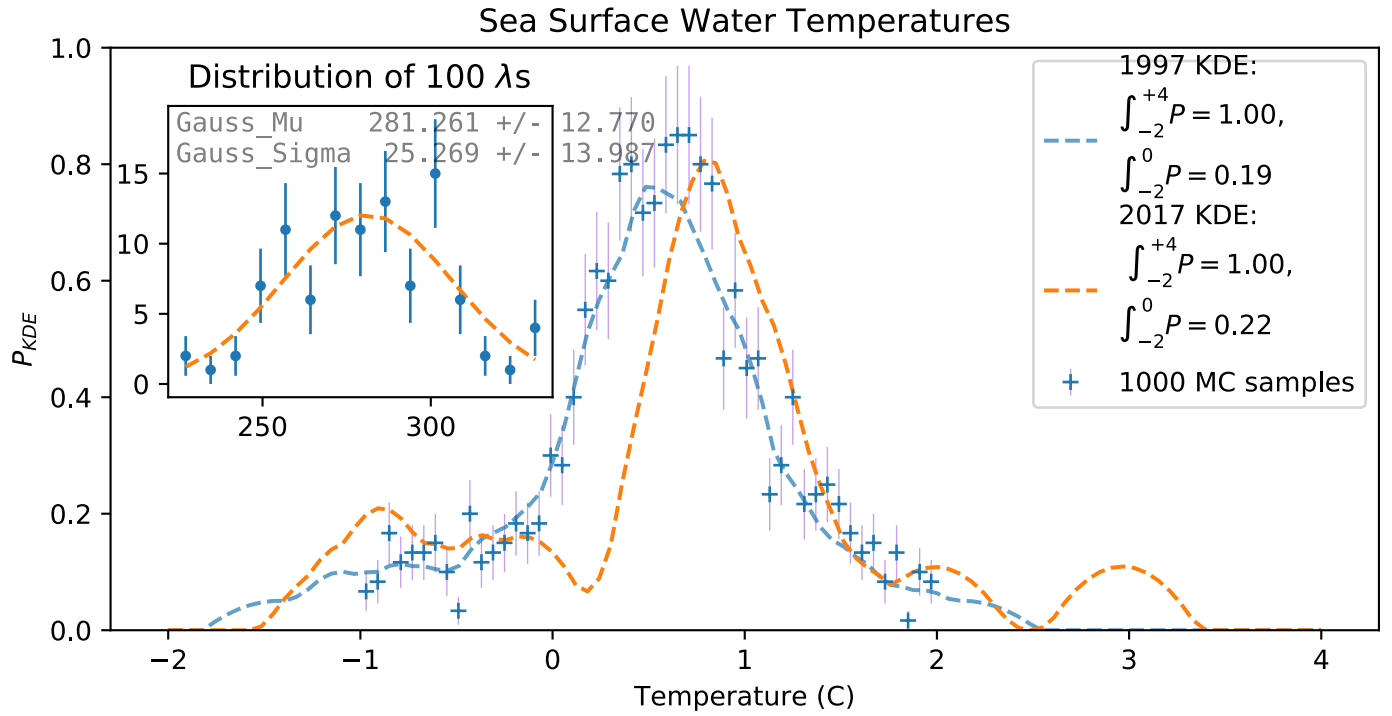 Sea Surface Water Temperatures
1.0
0.8
0.6
0.4
0.2
0.0
P_KDE
Distribution of 100 λs
Gauss_Mu 281.261 +/- 12.770
Gauss_Sigma 25.269 +/- 13.987
15
10
5
0
250 300
1997 KDE:
∫_{-2}^{+4} P = 1.00,
∫_{-2}^{0} P = 0.19
2017 KDE:
∫_{-2}^{+4} P = 1.00,
∫_{-2}^{0} P = 0.22
1000 MC samples
−2 −1 0 1 2 3 4
Temperature (C)